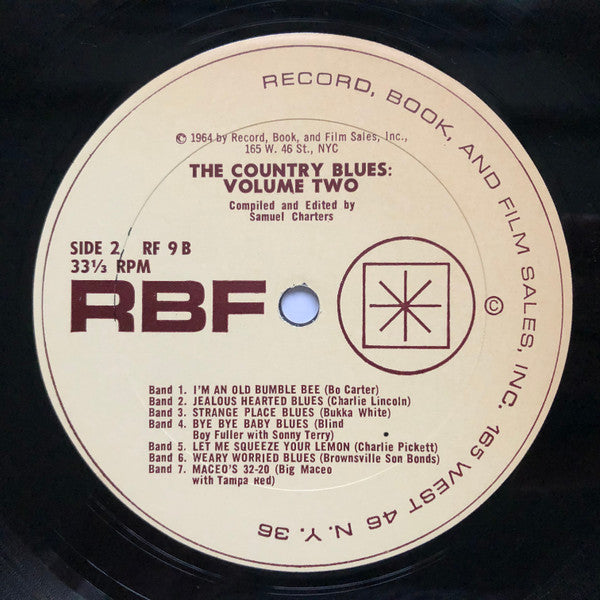 RECORD, BOOK, AND FILM SALES, INC. 165 WEST 46 N.Y. 36
© 1964 by Record, Book, and Film Sales, Inc.,
165 W. 46 St., NYC
THE COUNTRY BLUES:
VOLUME TWO
Compiled and Edited by
Samuel Charters
SIDE 2 RF 9 B
33⅓ RPM
RBF
©
Band 1. I'M AN OLD BUMBLE BEE (Bo Carter)
Band 2. JEALOUS HEARTED BLUES (Charlie Lincoln)
Band 3. STRANGE PLACE BLUES (Bukka White)
Band 4. BYE BYE BABY BLUES (Blind
Boy Fuller with Sonny Terry)
Band 5. LET ME SQUEEZE YOUR LEMON (Charlie Pickett)
Band 6. WEARY WORRIED BLUES (Brownsville Son Bonds)
Band 7. MACEO'S 32-20 (Big Maceo
with Tampa Red)